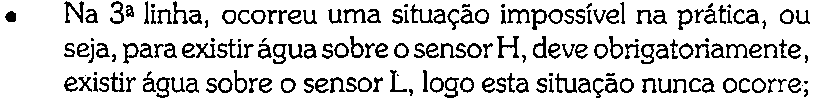 • Na 3ª linha, ocorreu uma situação impossível na prática, ou
seja, para existir água sobre o sensor H, deve obrigatoriamente,
existir água sobre o sensor L, logo esta situação nunca ocorre;